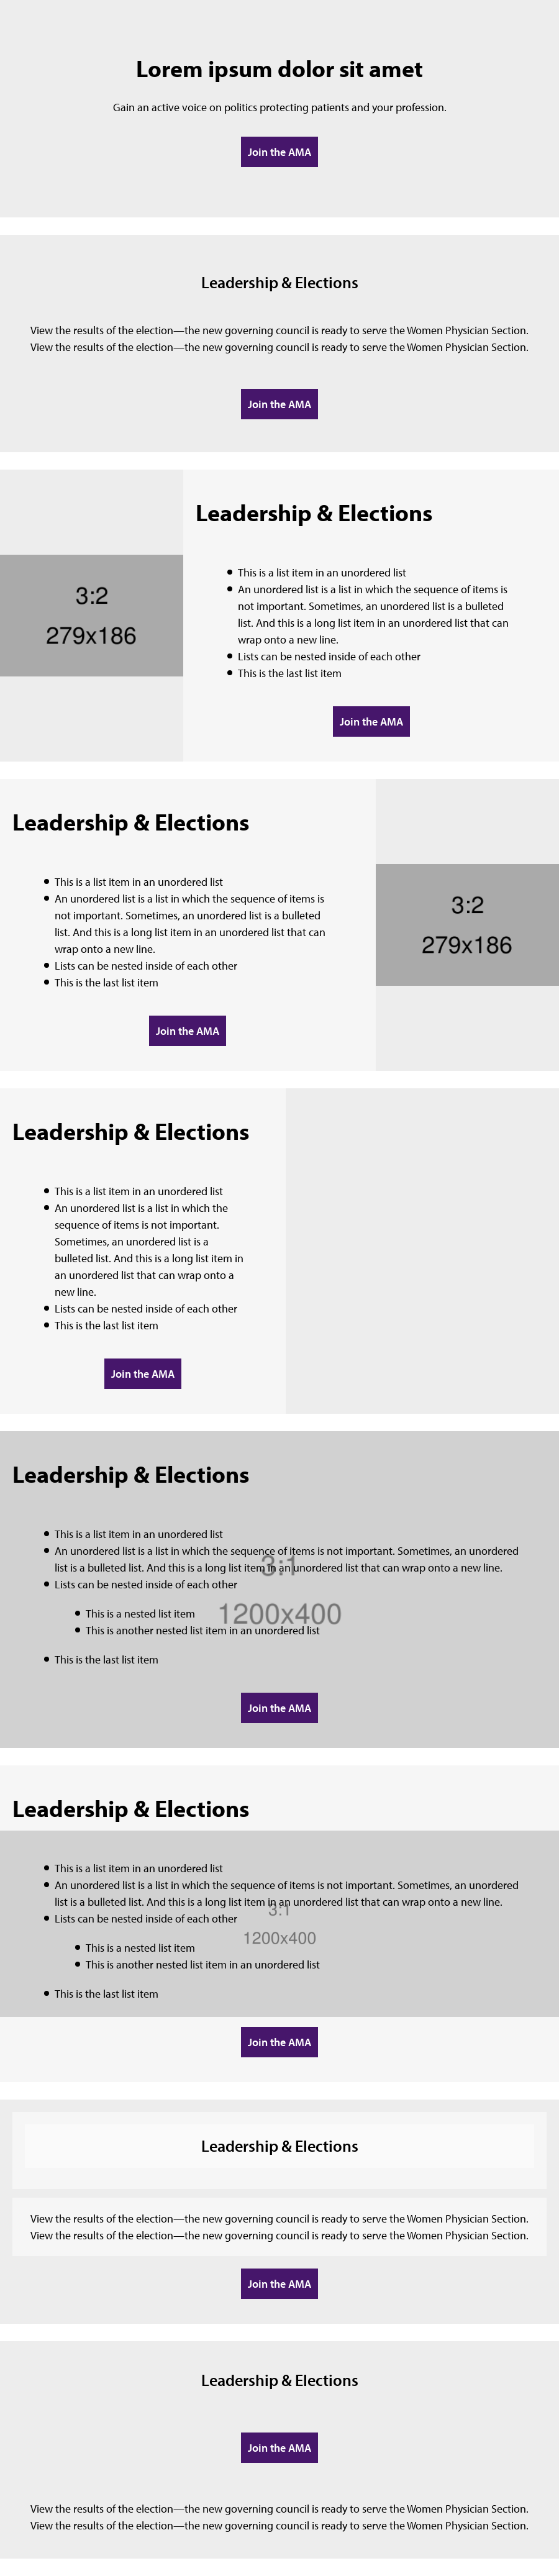 Lorem ipsum dolor sit amet
Gain an active voice on politics protecting patients and your profession.
Join the AMA
Leadership & Elections
View the results of the election—the new governing council is ready to serve the Women Physician Section.
View the results of the election—the new governing council is ready to serve the Women Physician Section.
Join the AMA
3:2
279x186
Leadership & Elections
This is a list item in an unordered list
An unordered list is a list in which the sequence of items is
not important. Sometimes, an unordered list is a bulleted
list. And this is a long list item in an unordered list that can
wrap onto a new line.
Lists can be nested inside of each other
This is the last list item
Join the AMA
Leadership & Elections
This is a list item in an unordered list
An unordered list is a list in which the sequence of items is
not important. Sometimes, an unordered list is a bulleted
list. And this is a long list item in an unordered list that can
wrap onto a new line.
Lists can be nested inside of each other
This is the last list item
Join the AMA
3:2
279x186
Leadership & Elections
This is a list item in an unordered list
An unordered list is a list in which the
sequence of items is not important.
Sometimes, an unordered list is a
bulleted list. And this is a long list item in
an unordered list that can wrap onto a
new line.
Lists can be nested inside of each other
This is the last list item
Join the AMA
Leadership & Elections
This is a list item in an unordered list
An unordered list is a list in which the sequence of items is not important. Sometimes, an unordered
list is a bulleted list. And this is a long list item in an unordered list that can wrap onto a new line.
3:1
Lists can be nested inside of each other
This is a nested list item
1200x400
This is another nested list item in an unordered list
This is the last list item
Join the AMA
Leadership & Elections
This is a list item in an unordered list
An unordered list is a list in which the sequence of items is not important. Sometimes, an unordered
list is a bulleted list. And this is a long list item in an unordered list that can wrap onto a new line.
3:1
Lists can be nested inside of each other
1200x400
This is a nested list item
This is another nested list item in an unordered list
This is the last list item
Join the AMA
Leadership & Elections
View the results of the election—the new governing council is ready to serve the Women Physician Section.
View the results of the election—the new governing council is ready to serve the Women Physician Section.
Join the AMA
Leadership & Elections
Join the AMA
View the results of the election—the new governing council is ready to serve the Women Physician Section.
View the results of the election—the new governing council is ready to serve the Women Physician Section.